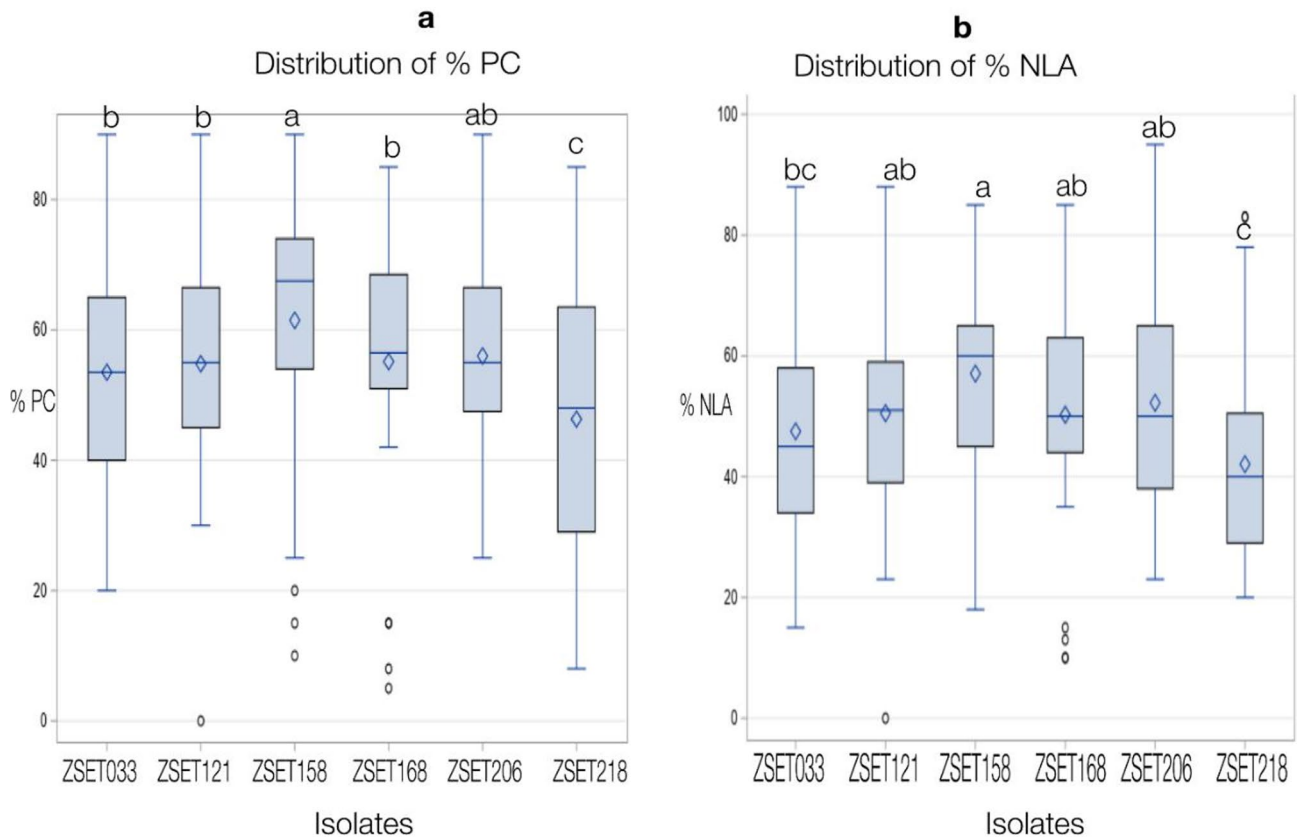 a
Distribution of % PC
b b a b ab c
80
60
% PC
40
20
0
ZSET033 ZSET121 ZSET158 ZSET168 ZSET206 ZSET218
Isolates
b
Distribution of % NLA
100
bc ab a ab ab c
80
60
% NLA
40
20
0
ZSET033 ZSET121 ZSET158 ZSET168 ZSET206 ZSET218
Isolates